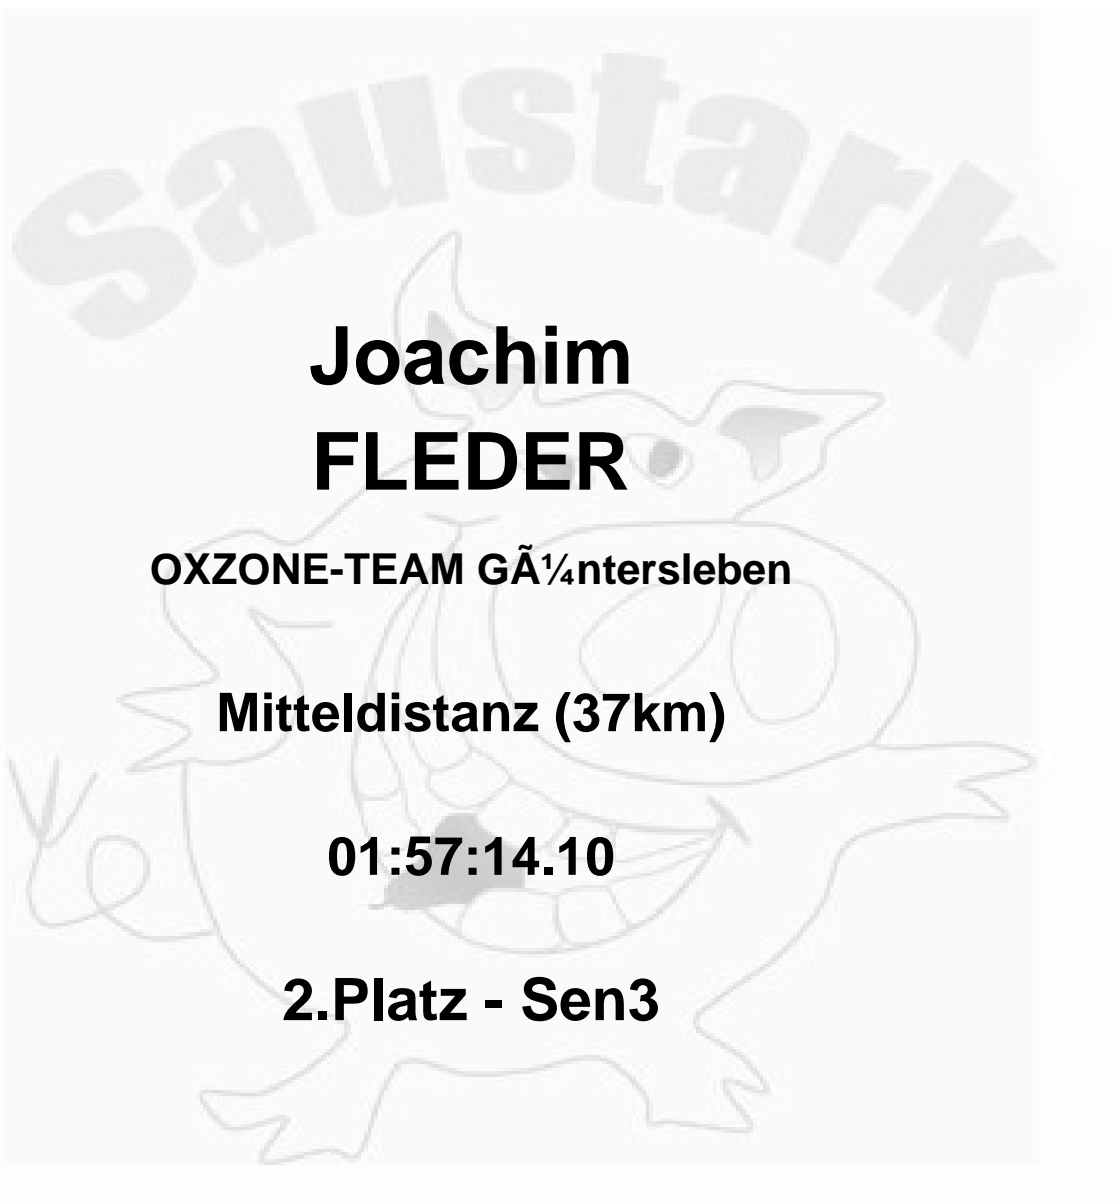 Saustark
Joachim
FLEDER
OXZONE-TEAM GÃ¼ntersleben
Mitteldistanz (37km)
01:57:14.10
2.Platz - Sen3